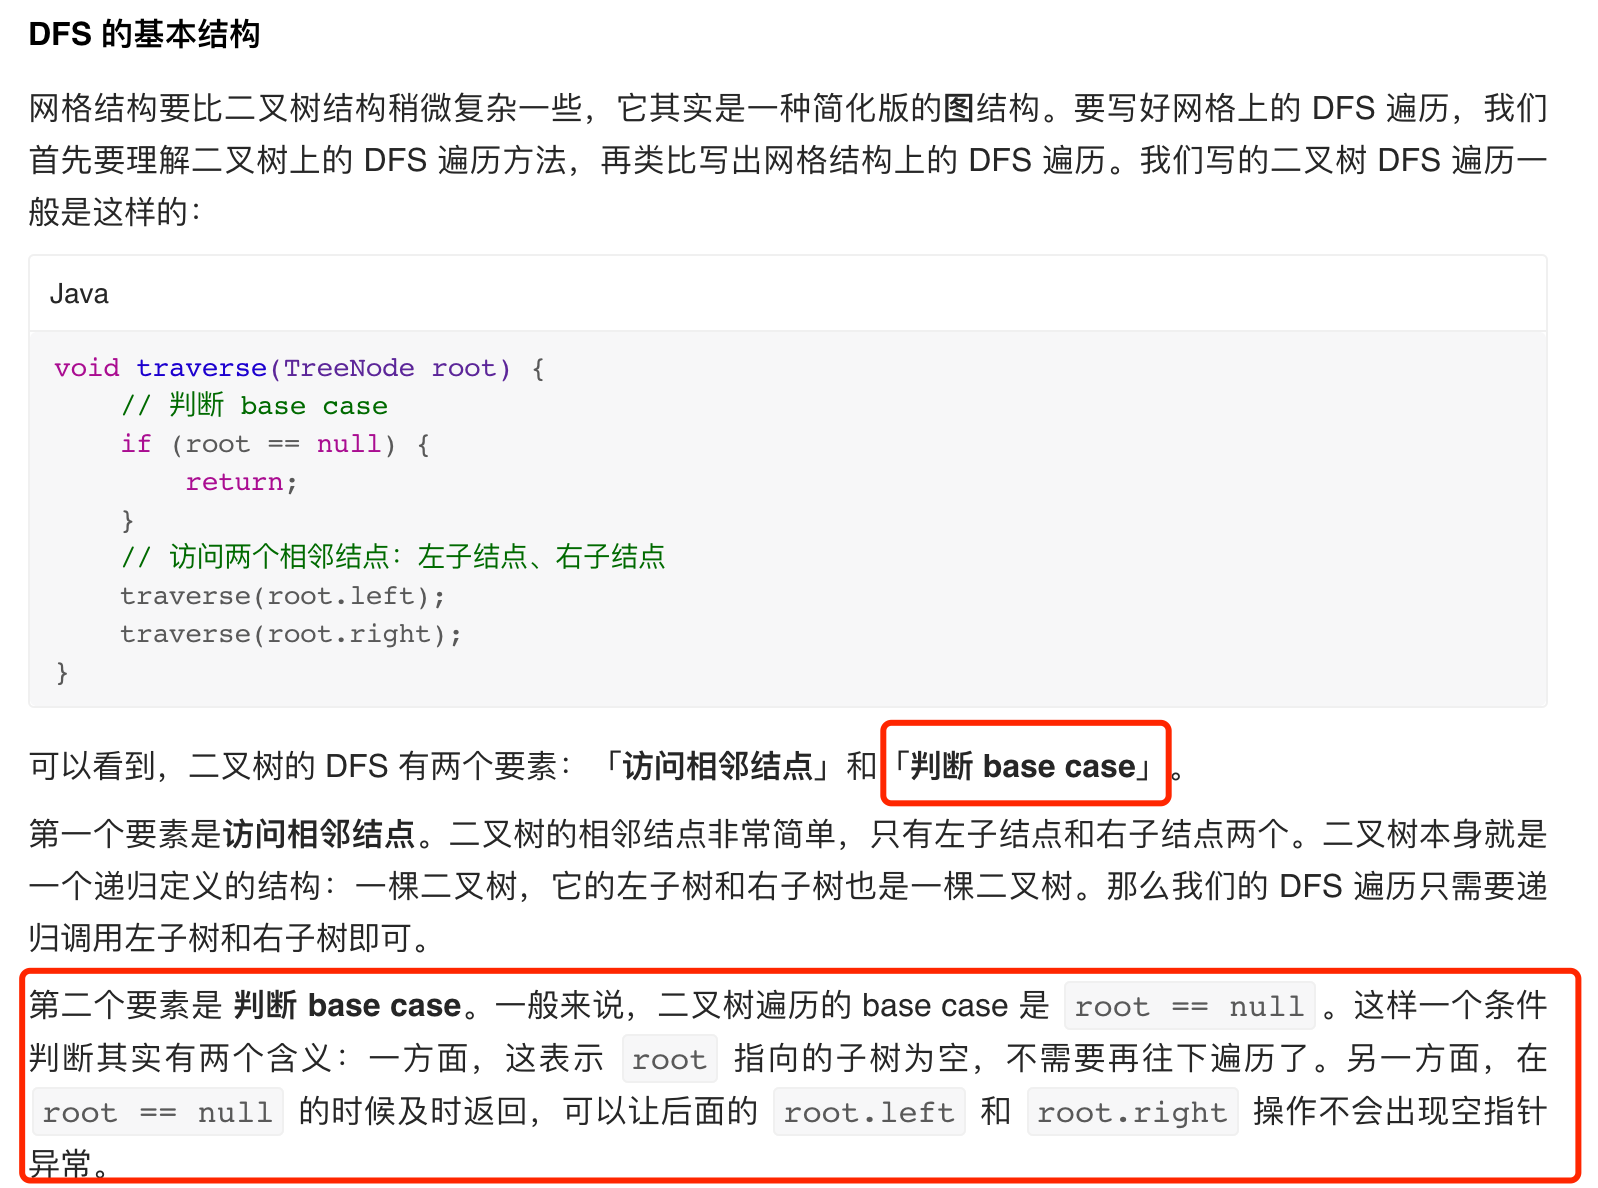 DFS 的基本结构
网格结构要比二叉树结构稍微复杂一些，它其实是一种简化版的图结构。要写好网格上的 DFS 遍历，我们
首先要理解二叉树上的 DFS 遍历方法，再类比写出网格结构上的 DFS 遍历。我们写的二叉树 DFS 遍历一
般是这样的：
Java
void traverse(TreeNode root) {
    // 判断 base case
    if (root == null) {
        return;
    }
    // 访问两个相邻结点：左子结点、右子结点
    traverse(root.left);
    traverse(root.right);
}
可以看到，二叉树的 DFS 有两个要素：「访问相邻结点」和「判断 base case」。
第一个要素是访问相邻结点。二叉树的相邻结点非常简单，只有左子结点和右子结点两个。二叉树本身就是
一个递归定义的结构：一棵二叉树，它的左子树和右子树也是一棵二叉树。那么我们的 DFS 遍历只需要递
归调用左子树和右子树即可。
第二个要素是 判断 base case。一般来说，二叉树遍历的 base case 是 root == null。这样一个条件
判断其实有两个含义：一方面，这表示 root 指向的子树为空，不需要再往下遍历了。另一方面，在
root == null 的时候及时返回，可以让后面的 root.left 和 root.right 操作不会出现空指针
异常。